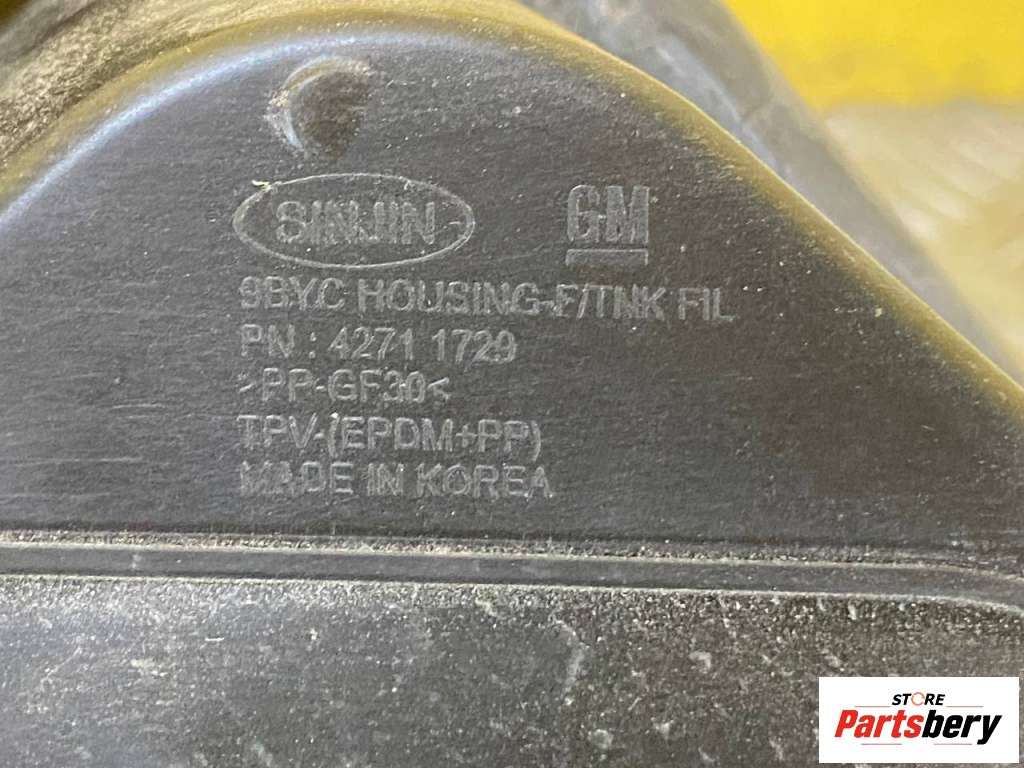 SINJIN
GM
9BYC HOUSING-F/TNK FIL
PN : 4271 1729
>PP-GF30<
TPV-(EPDM+PP)
MADE IN KOREA
STORE
Partsbery